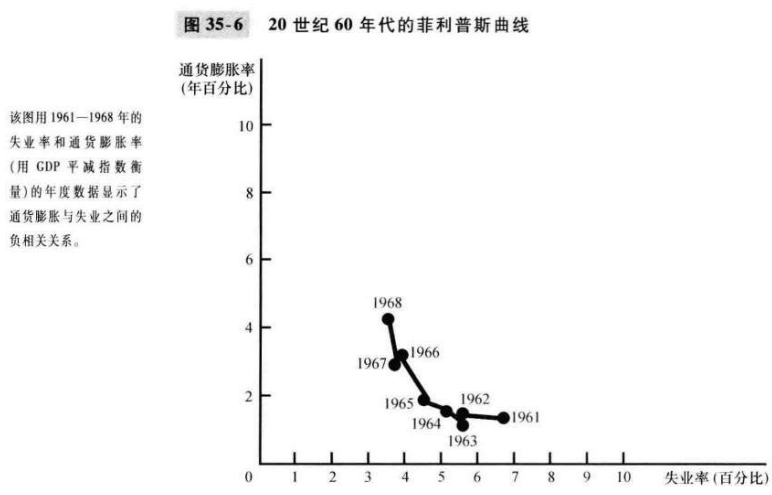 图 35-6 20 世纪 60 年代的菲利普斯曲线
该图用 1961—1968 年的
失业率和通货膨胀率
(用 GDP 平减指数衡
量)的年度数据显示了
通货膨胀与失业之间的
负相关关系。
通货膨胀率
(年百分比)
10
8
6
4
2
0
1968
1966
1967
1965
1962
1964
1961
1963
1 2 3 4 5 6 7 8 9 10 失业率 (百分比)